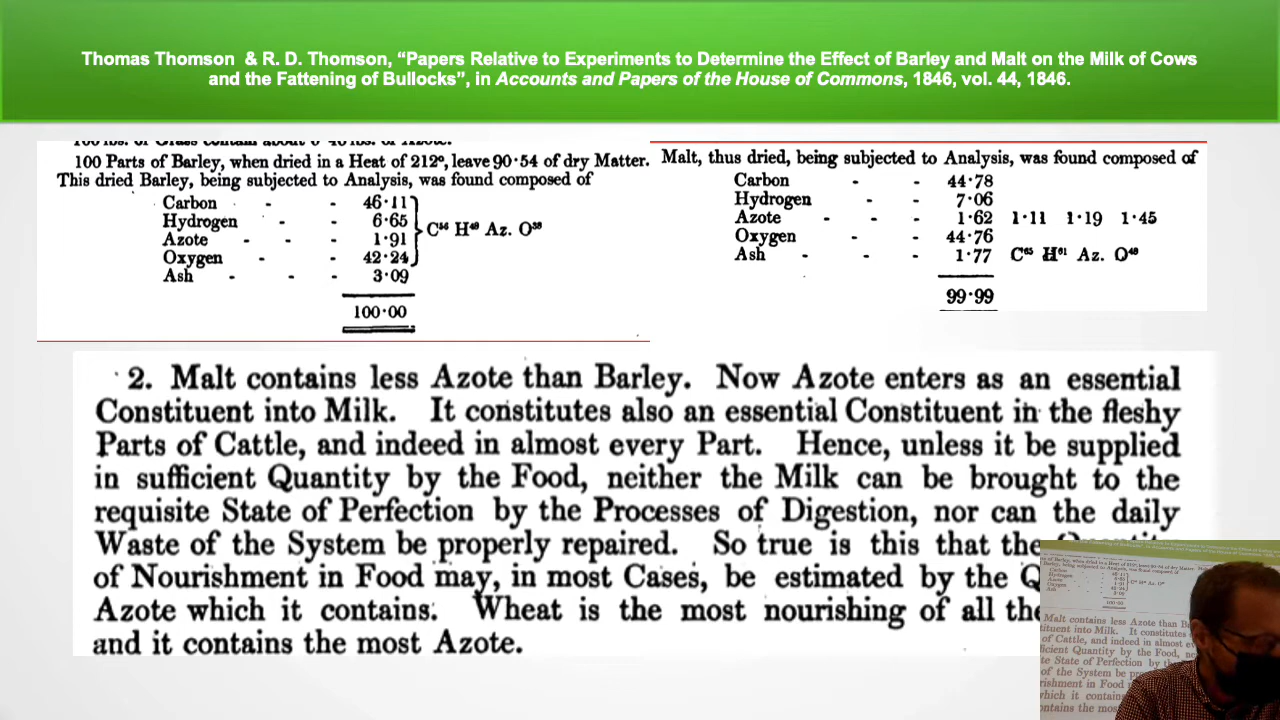 Thomas Thomson & R. D. Thomson, “Papers Relative to Experiments to Determine the Effect of Barley and Malt on the Milk of Cows
and the Fattening of Bullocks”, in Accounts and Papers of the House of Commons, 1846, vol. 44, 1846.
100 Parts of Barley, when dried in a Heat of 212º, leave 90·54 of dry Matter.
This dried Barley, being subjected to Analysis, was found composed of
Carbon - - 46·11
Hydrogen - - 6·65
Azote - - - 1·91
Oxygen - - 42·24
Ash - - - 3·09
100·00
Az.
Malt, thus dried, being subjected to Analysis, was found composed of
Carbon - - 44·78
Hydrogen - - 7·06
Azote - - - 1·62 1·11 1·19 1·45
Oxygen - - 44·76
Ash - - - 1·77 Az.
99·99
2. Malt contains less Azote than Barley. Now Azote enters as an essential
Constituent into Milk. It constitutes also an essential Constituent in the fleshy
Parts of Cattle, and indeed in almost every Part. Hence, unless it be supplied
in sufficient Quantity by the Food, neither the Milk can be brought to the
requisite State of Perfection by the Processes of Digestion, nor can the daily
Waste of the System be properly repaired. So true is this that the
of Nourishment in Food may, in most Cases, be estimated by the
Azote which it contains. Wheat is the most nourishing of all
and it contains the most Azote.